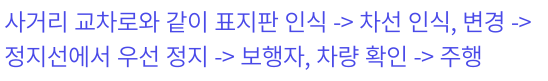 사거리 교차로와 같이 표지판 인식 -> 차선 인식, 변경 ->
정지선에서 우선 정지 -> 보행자, 차량 확인 -> 주행